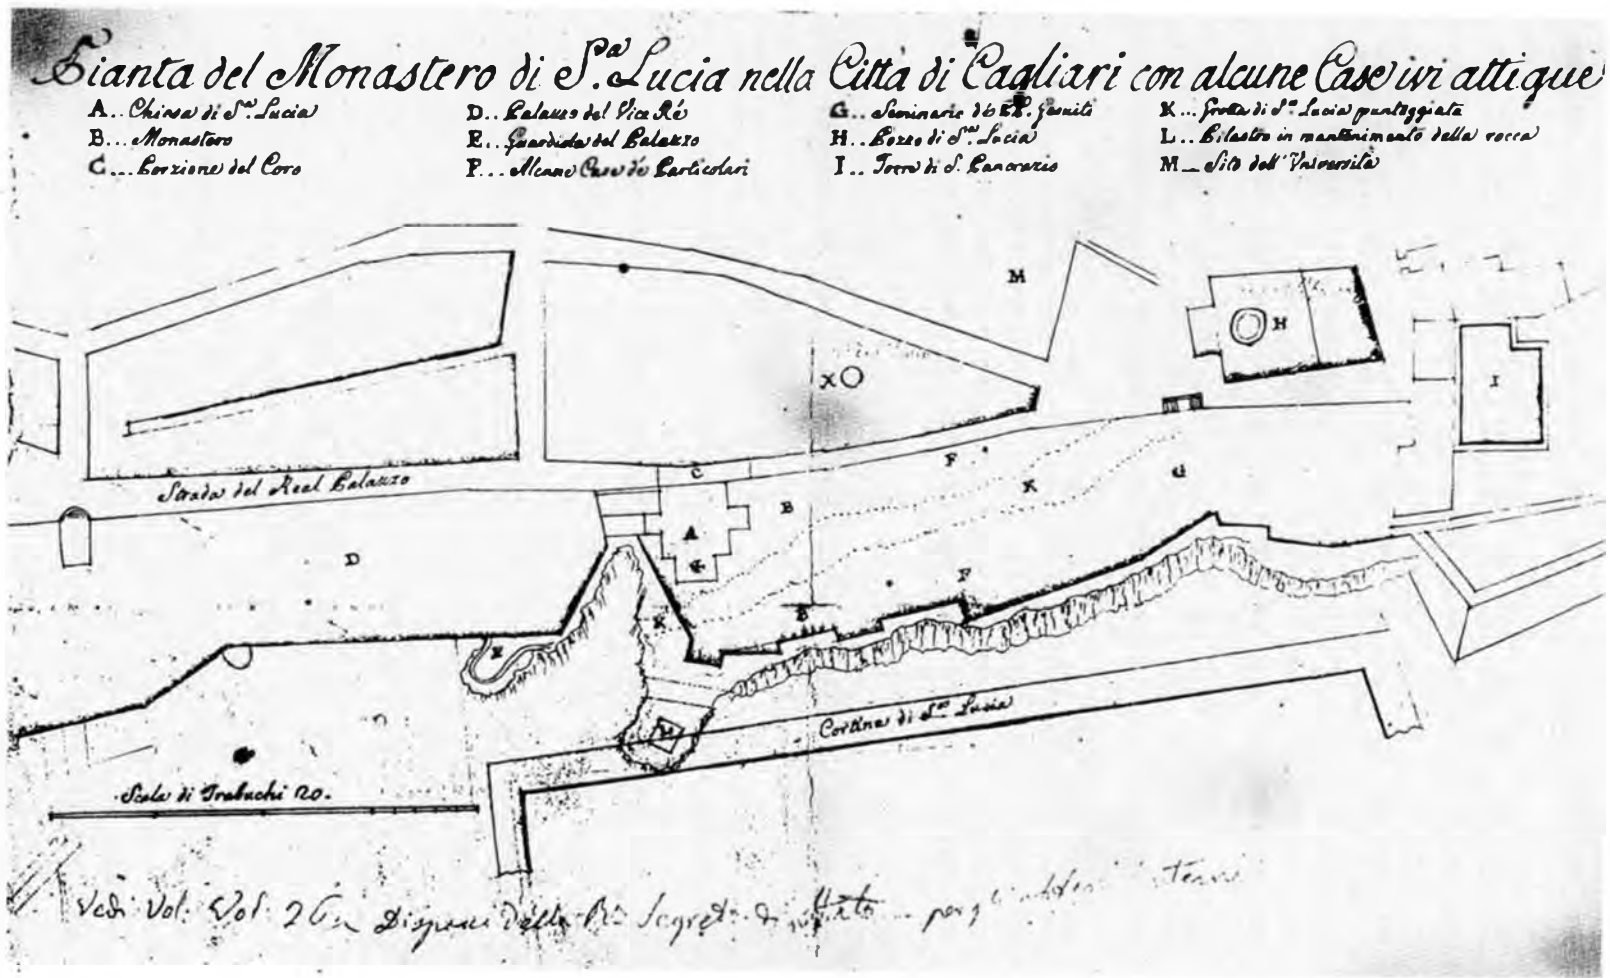 Pianta del Monastero di S.ta Lucia nella Città di Cagliari con alcune Case ivi attigue
A.. Chiesa di S.ta Lucia
B... Monastero
C... Porzione del Coro
D.. Palazzo del Vice Ré
E.. Guardiola del Palazzo
F... Alcune Case de Particolari
G.. Seminario de PP. Gesuiti
H.. Pozzo di S.ta Lucia
I.. Torre di S. Pancrazio
K... Grotta di S.ta Lucia punteggiata
L.. Pilastro in mantenimento della rocca
M... Sito dell' Università
M
H
I
X
C
F
K
G
B
A
Strada del Real Palazzo
D
F
B
K
E
L
Cortina di S.ta Lucia
Scala di Trabuchi 20.
Vedi Vol.